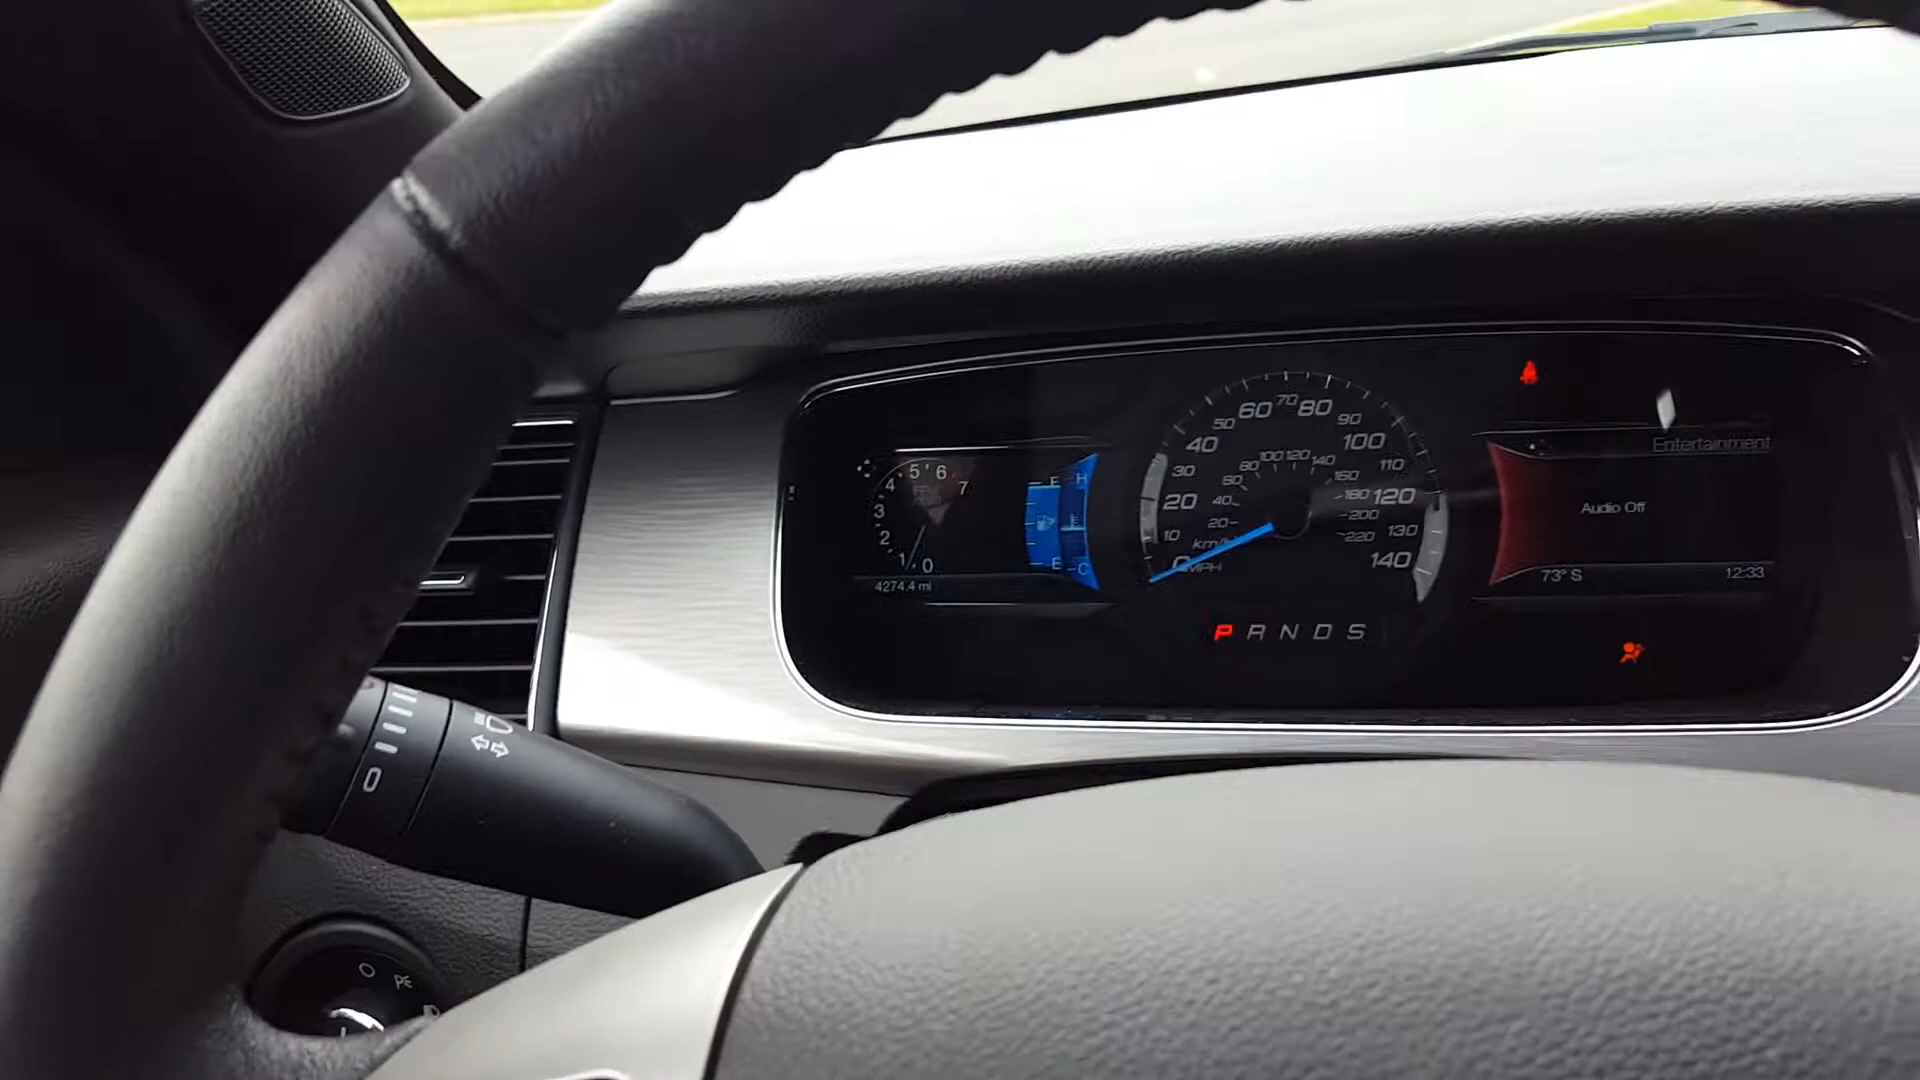 5 6
4 7
3
2
1 0
4274.4 mi
F H
E C
0 10 20 30 40 50 60 70 80 90 100 110 120 130 140
MPH
20 40 60 80 100 120 140 160 180 200 220
km/h
P R N D S
Entertainment
Audio Off
73° S 12:33
0